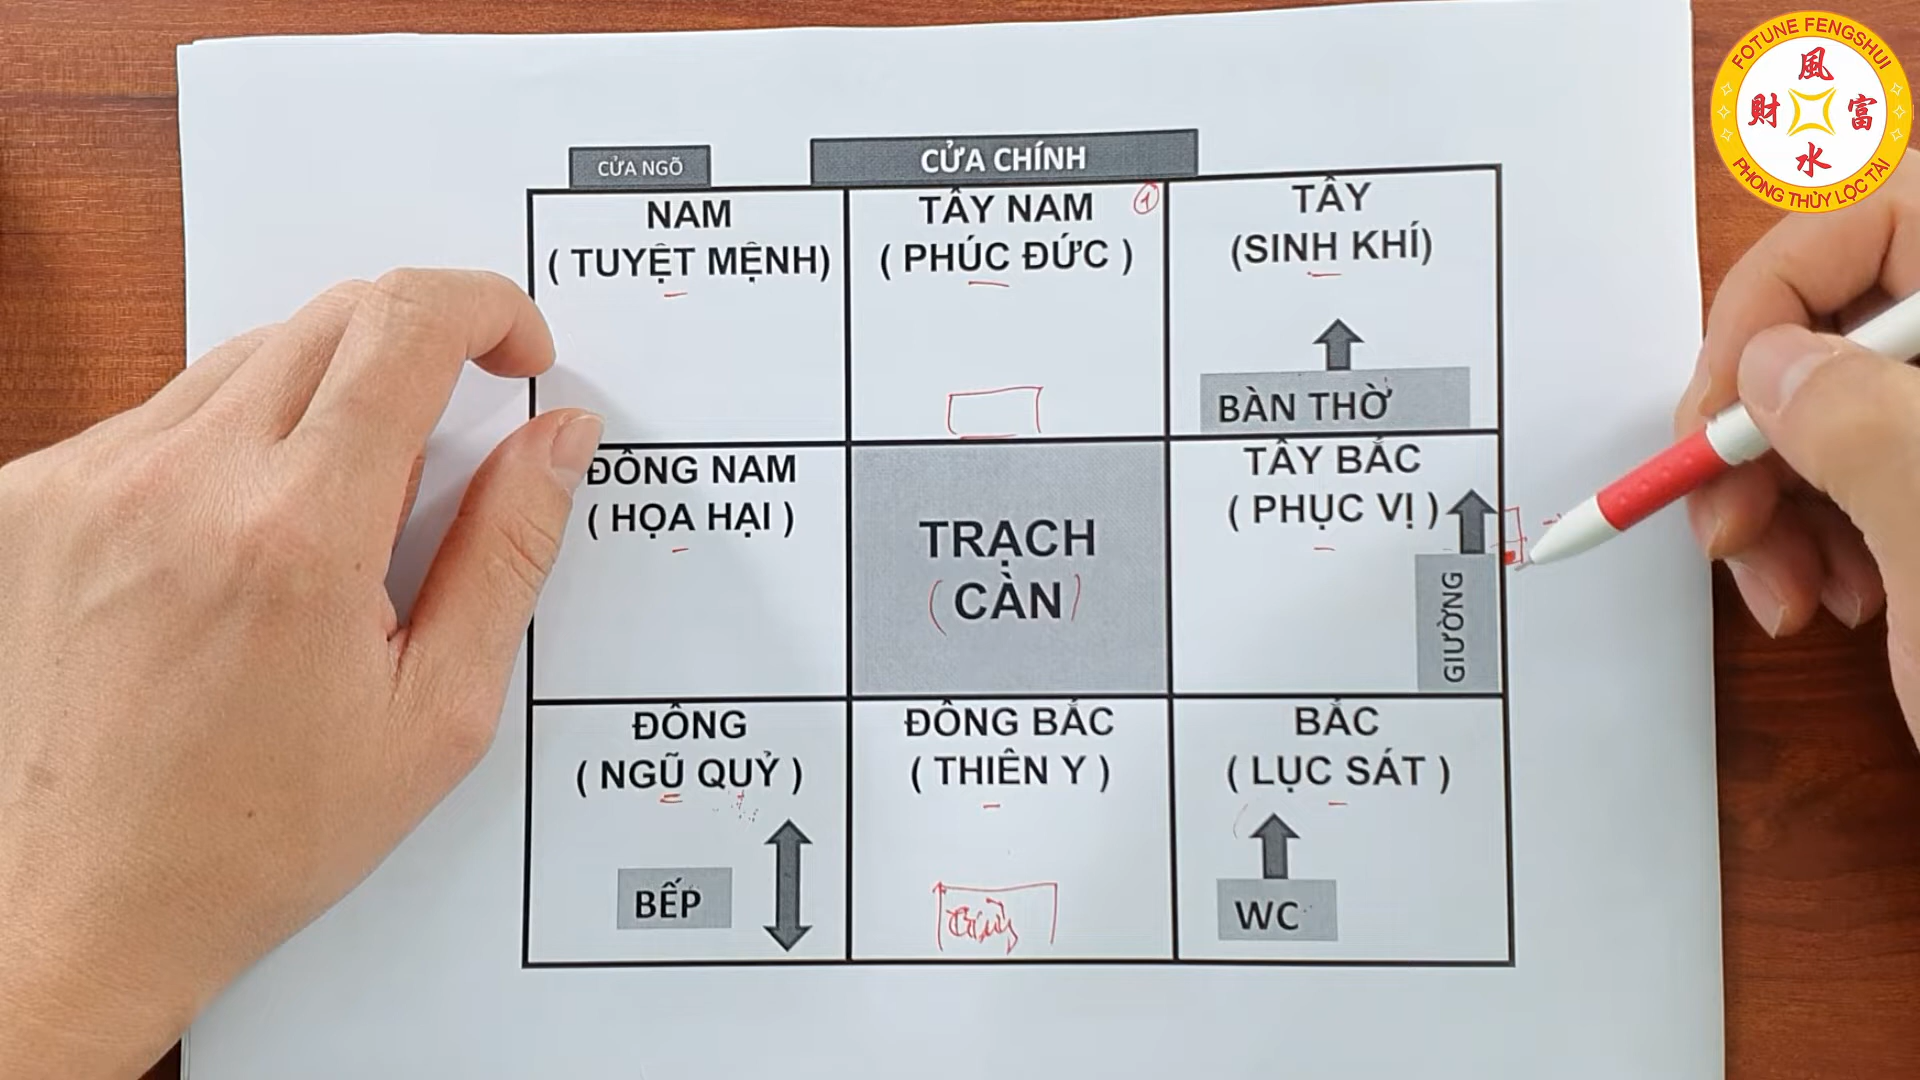 FOTUNE FENGSHUI
風
財 富
水
PHONG THỦY LỘC TÀI
CỬA NGÕ
CỬA CHÍNH
NAM
( TUYỆT MỆNH)
TÂY NAM
1
( PHÚC ĐỨC )
TÂY
(SINH KHÍ)
BÀN THỜ
ĐÔNG NAM
( HỌA HẠI )
TRẠCH
(CÀN)
TÂY BẮC
( PHỤC VỊ )
GIƯỜNG
ĐÔNG
( NGŨ QUỶ )
BẾP
ĐÔNG BẮC
( THIÊN Y )
BẮC
( LỤC SÁT )
WC